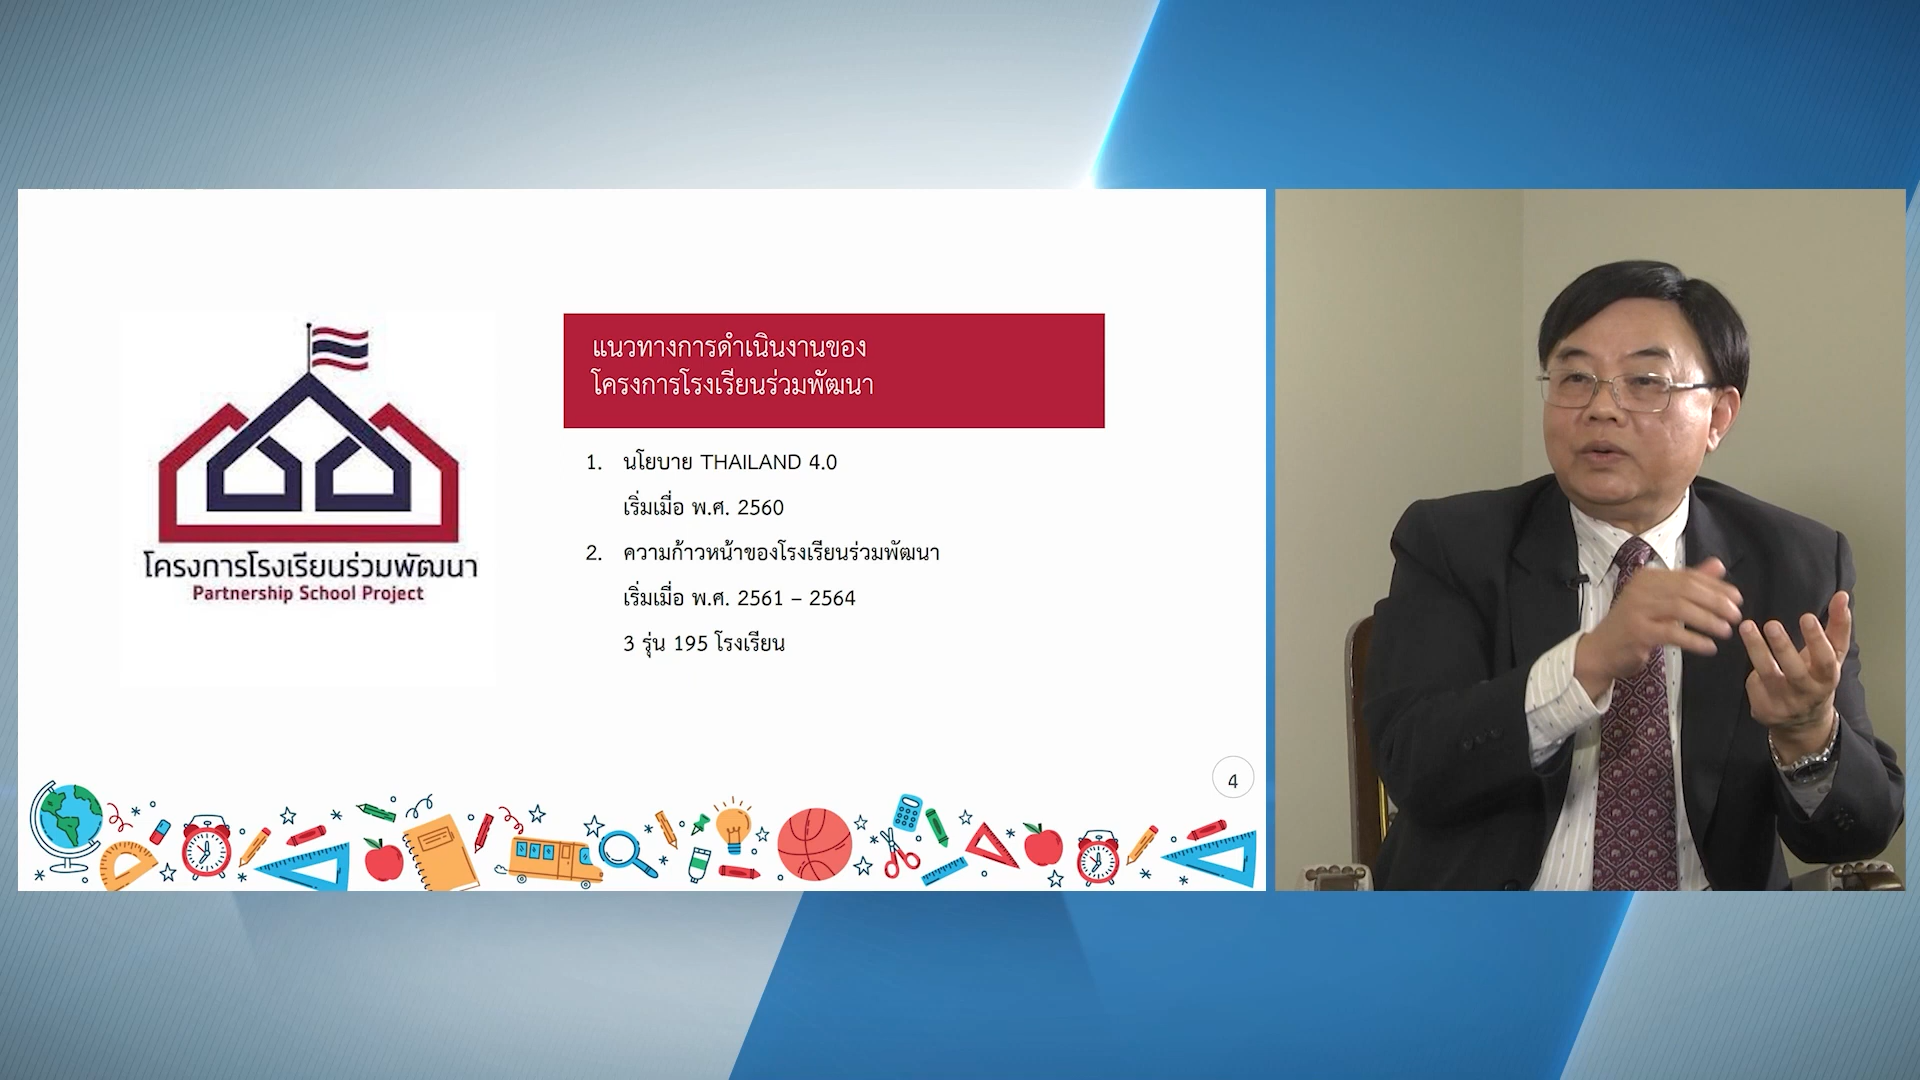 โครงการโรงเรียนร่วมพัฒนา
Partnership School Project
แนวทางการดำเนินงานของ
โครงการโรงเรียนร่วมพัฒนา
1. นโยบาย THAILAND 4.0
เริ่มเมื่อ พ.ศ. 2560
2. ความก้าวหน้าของโรงเรียนร่วมพัฒนา
เริ่มเมื่อ พ.ศ. 2561 – 2564
3 รุ่น 195 โรงเรียน
4